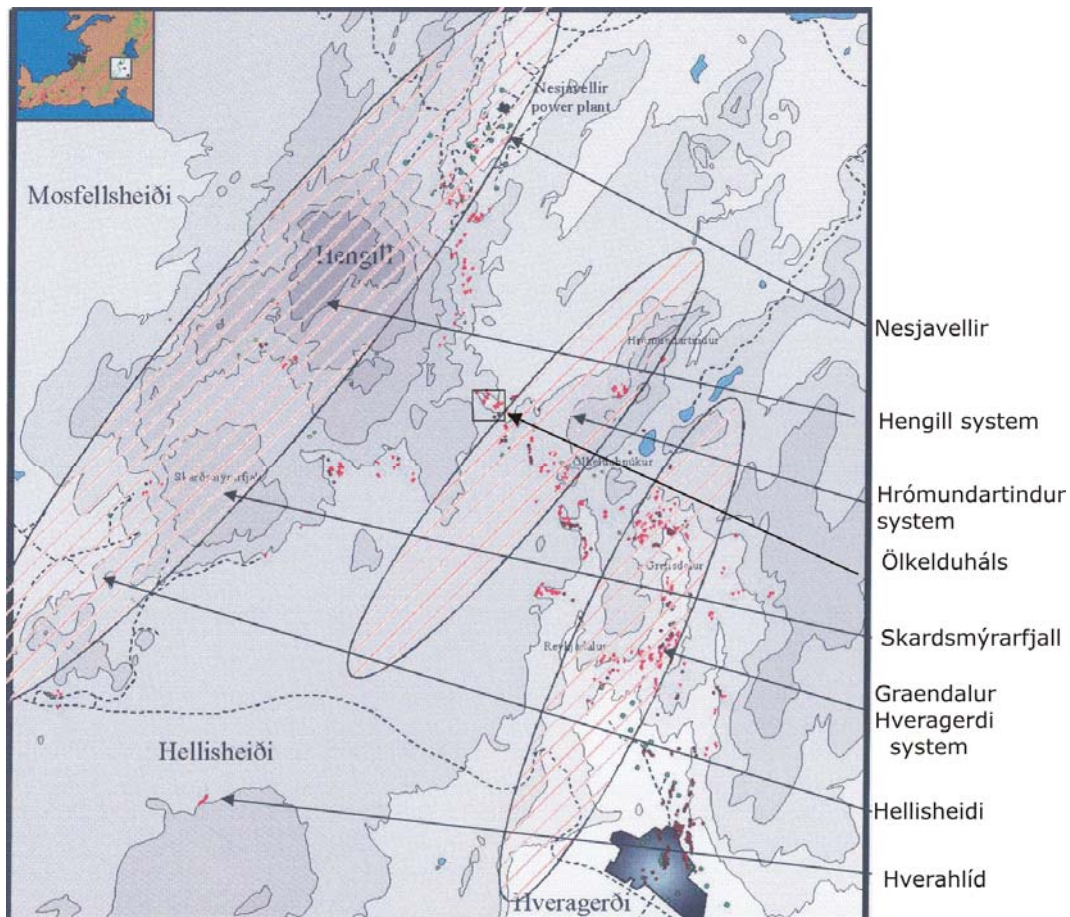 Nesjavellir
power plant
Mosfellsheiði
Hengill
Nesjavellir
Hrómundartindur
Hengill system
Ölkelduhnúkur
Skarðsmýrarfjall
Hrómundartindur
system
Ölkelduháls
Grensdalur
Skardsmýrarfjall
Reykjadalur
Graendalur
Hveragerdi
system
Hellisheiði
Hellisheidi
Hverahlíd
Hveragerði